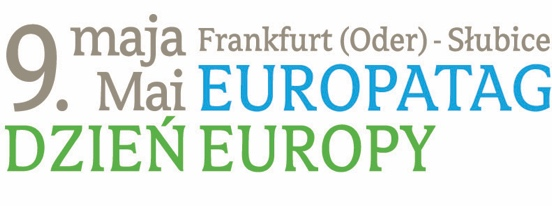 9. maja Frankfurt (Oder) - Słubice
Mai EUROPATAG
DZIEŃ EUROPY